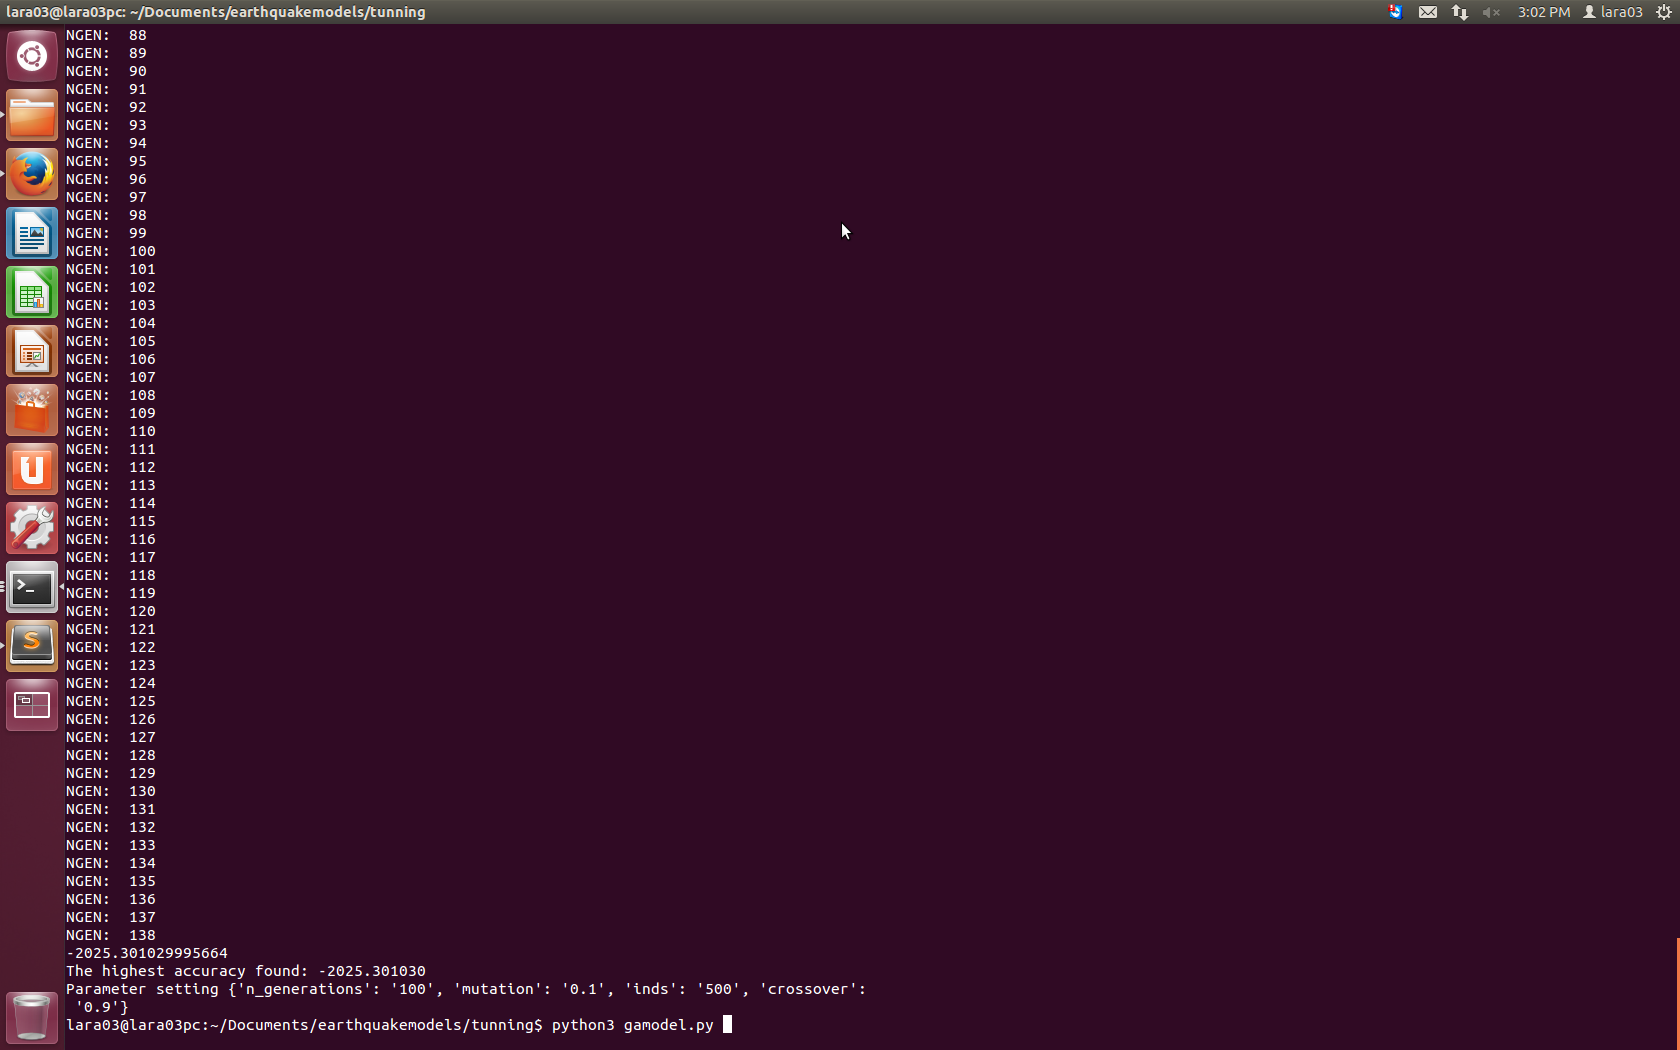 lara03@lara03pc: ~/Documents/earthquakemodels/tunning
3:02 PM lara03
NGEN:  88
NGEN:  89
NGEN:  90
NGEN:  91
NGEN:  92
NGEN:  93
NGEN:  94
NGEN:  95
NGEN:  96
NGEN:  97
NGEN:  98
NGEN:  99
NGEN:  100
NGEN:  101
NGEN:  102
NGEN:  103
NGEN:  104
NGEN:  105
NGEN:  106
NGEN:  107
NGEN:  108
NGEN:  109
NGEN:  110
NGEN:  111
NGEN:  112
NGEN:  113
NGEN:  114
NGEN:  115
NGEN:  116
NGEN:  117
NGEN:  118
NGEN:  119
NGEN:  120
NGEN:  121
NGEN:  122
NGEN:  123
NGEN:  124
NGEN:  125
NGEN:  126
NGEN:  127
NGEN:  128
NGEN:  129
NGEN:  130
NGEN:  131
NGEN:  132
NGEN:  133
NGEN:  134
NGEN:  135
NGEN:  136
NGEN:  137
NGEN:  138
-2025.301029995664
The highest accuracy found: -2025.301030
Parameter setting {'n_generations': '100', 'mutation': '0.1', 'inds': '500', 'crossover':
 '0.9'}
lara03@lara03pc:~/Documents/earthquakemodels/tunning$ python3 gamodel.py